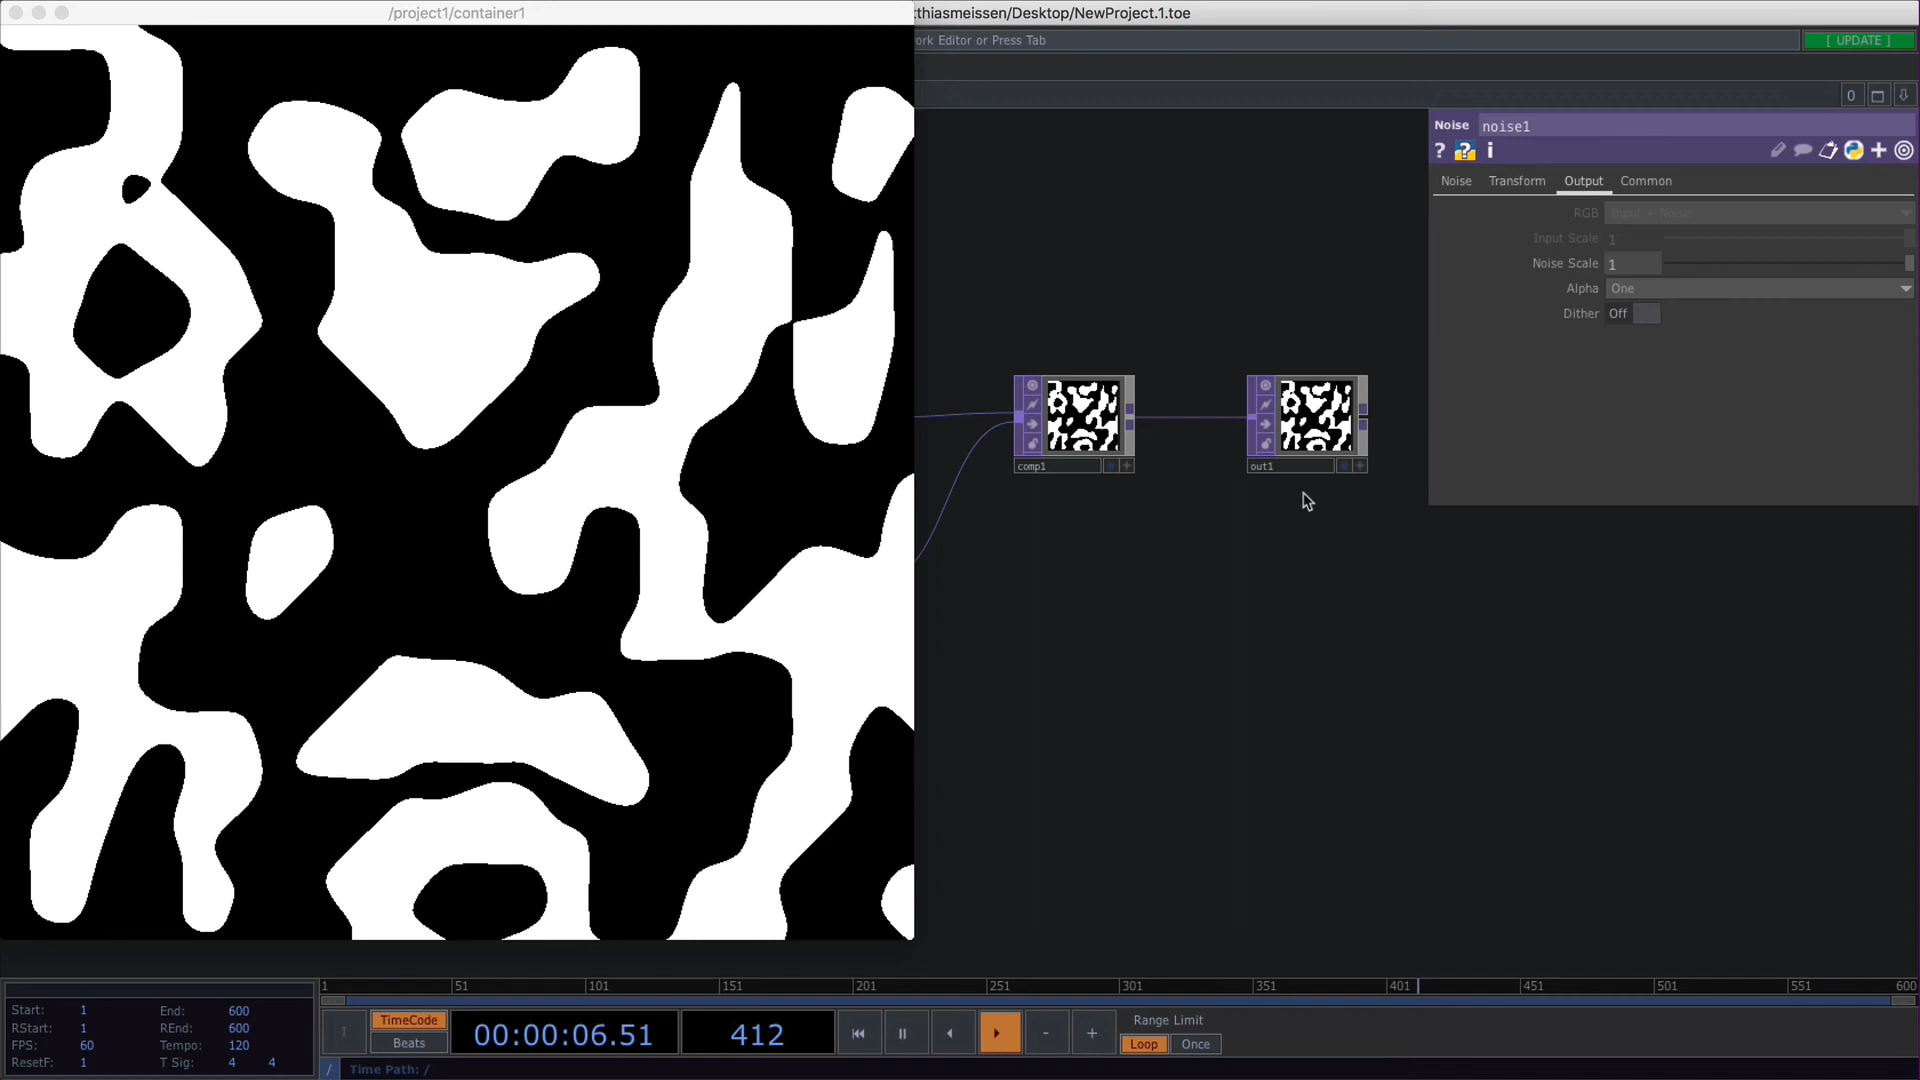 /project1/container1
tthiasmeissen/Desktop/NewProject.1.toe
ork Editor or Press Tab
[ UPDATE ]
0
Noise noise1
? ? i
Noise Transform Output Common
RGB Input + Noise
Input Scale 1
Noise Scale 1
Alpha One
Dither Off
comp1
out1
1 51 101 151 201 251 301 351 401 451 501 551 600
Start: 1 End: 600
RStart: 1 REnd: 600
FPS: 60 Tempo: 120
ResetF: 1 T Sig: 4 4
TimeCode
Beats
00:00:06.51
412
- +
Range Limit
Loop Once
/ Time Path: /